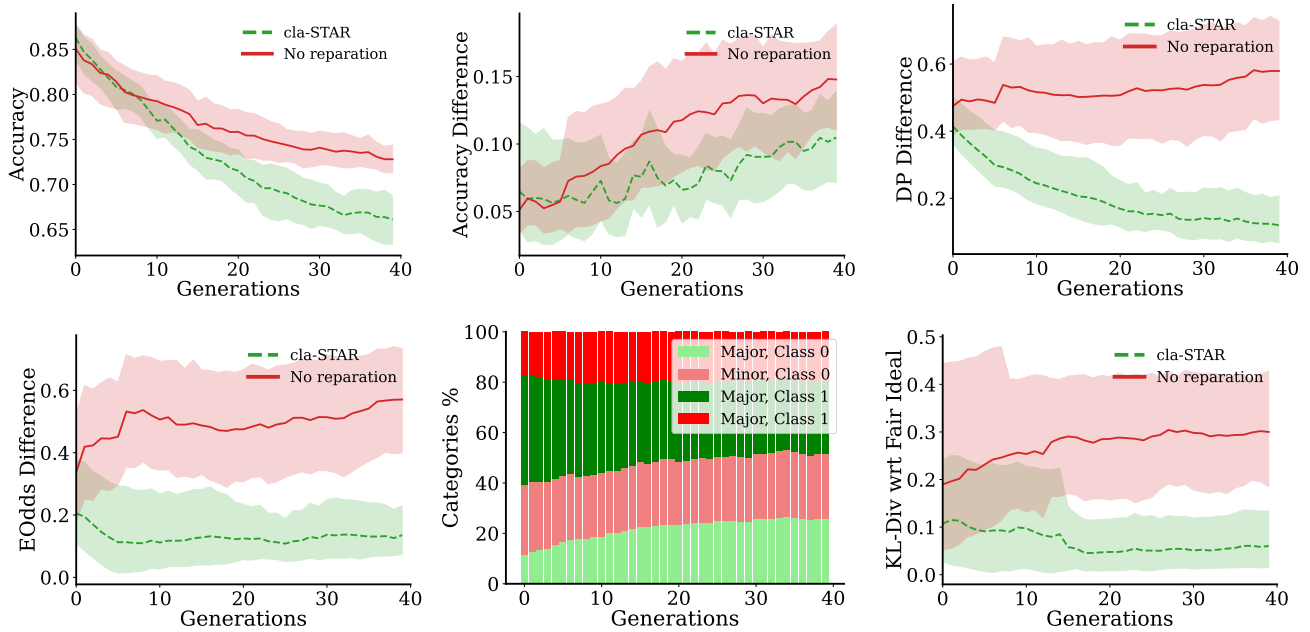 cla-STAR
No reparation
0.85
0.80
0.75
0.70
0.65
Accuracy
0 10 20 30 40
Generations
cla-STAR
No reparation
0.15
0.10
0.05
Accuracy Difference
0 10 20 30 40
Generations
cla-STAR
No reparation
0.6
0.4
0.2
DP Difference
0 10 20 30 40
Generations
cla-STAR
No reparation
0.6
0.4
0.2
0.0
EOdds Difference
0 10 20 30 40
Generations
100
80
60
40
20
0
Categories %
Major, Class 0
Minor, Class 0
Major, Class 1
Major, Class 1
0 10 20 30 40
Generations
cla-STAR
No reparation
0.5
0.4
0.3
0.2
0.1
0.0
KL-Div wrt Fair Ideal
0 10 20 30 40
Generations